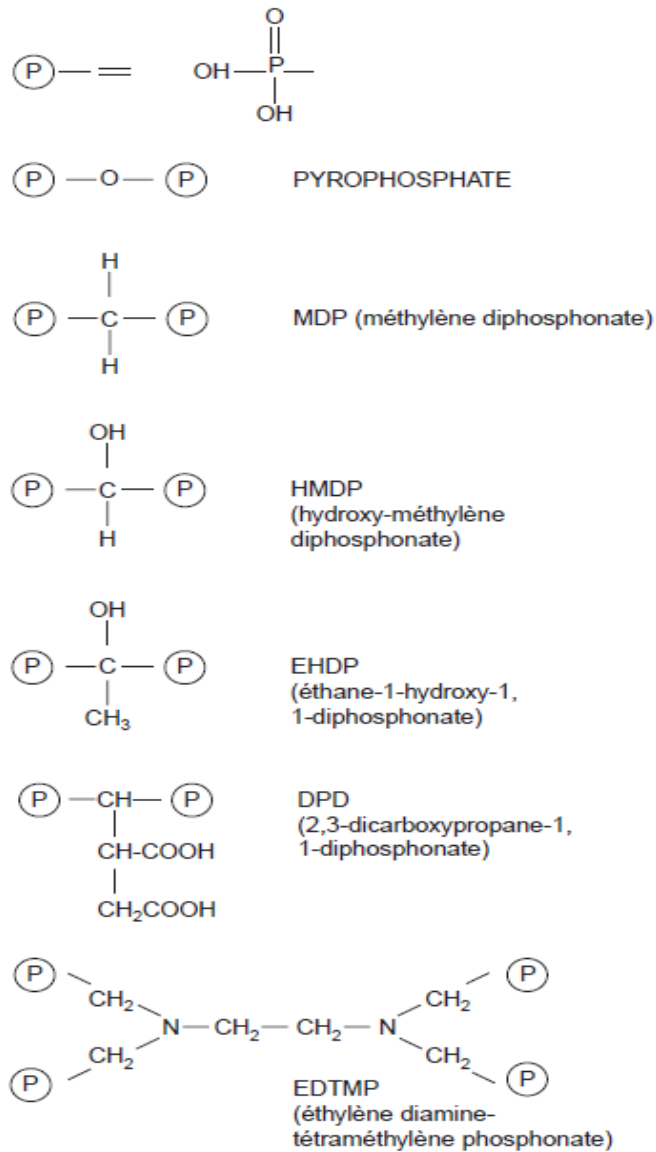 O
P
OH P
OH
P O P PYROPHOSPHATE
H
P C P MDP (méthylène diphosphonate)
H
OH
P C P HMDP
(hydroxy-méthylène
H diphosphonate)
OH
P C P EHDP
(éthane-1-hydroxy-1,
CH₃ 1-diphosphonate)
P CH P DPD
(2,3-dicarboxypropane-1,
CH-COOH 1-diphosphonate)
CH₂COOH
P P
CH₂ CH₂
N CH₂ CH₂ N
CH₂ CH₂
P P
EDTMP
(éthylène diamine-
tétraméthylène phosphonate)